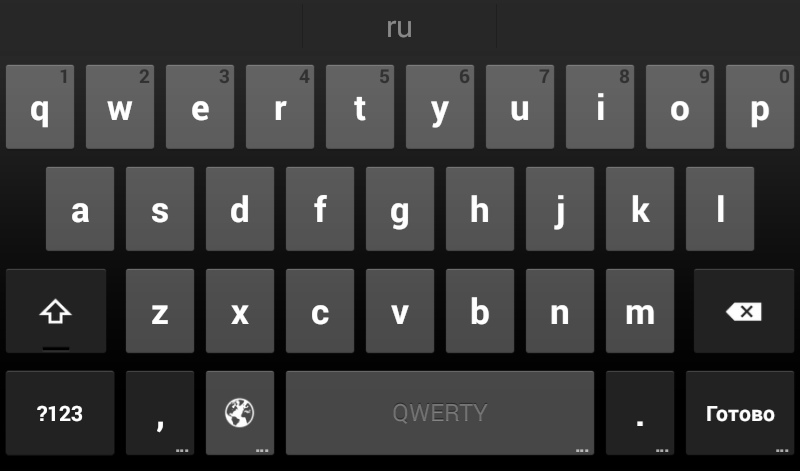 ru
1 2 3 4 5 6 7 8 9 0
q w e r t y u i o p
a s d f g h j k l
z x c v b n m
?123 , ... ... QWERTY ... . ... Готово ...